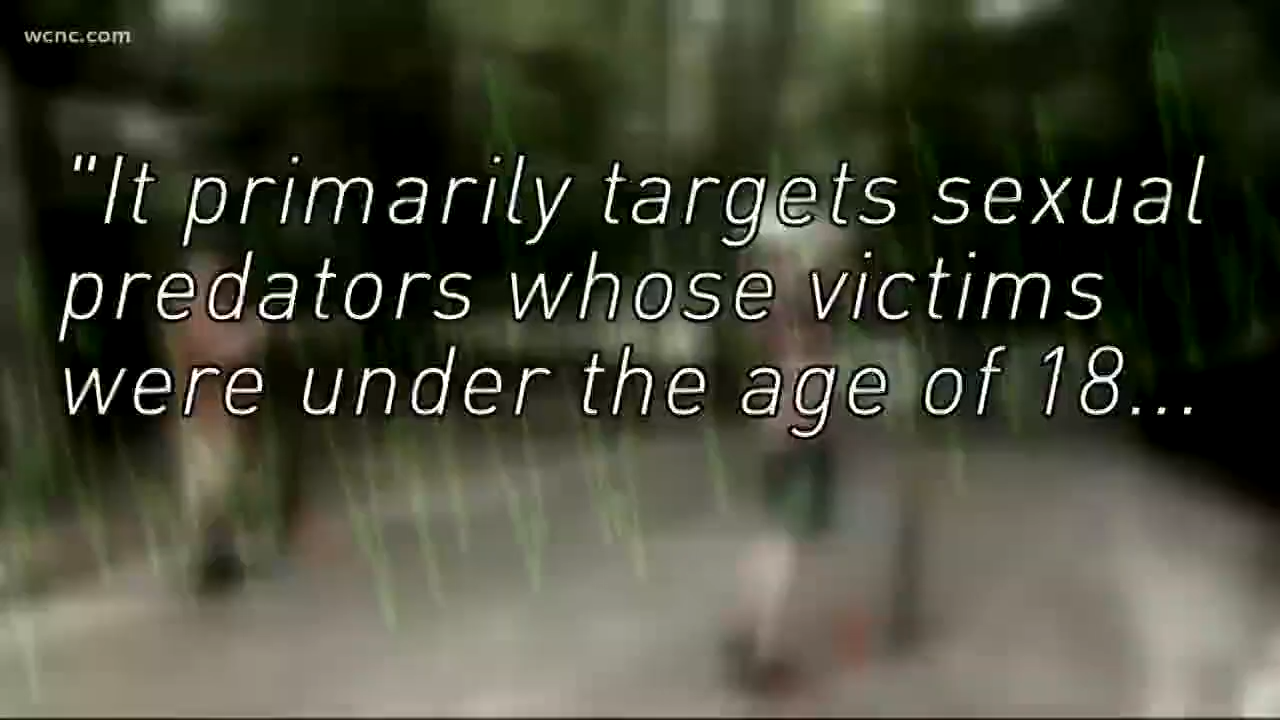 wcnc.com
"It primarily targets sexual
predators whose victims
were under the age of 18...